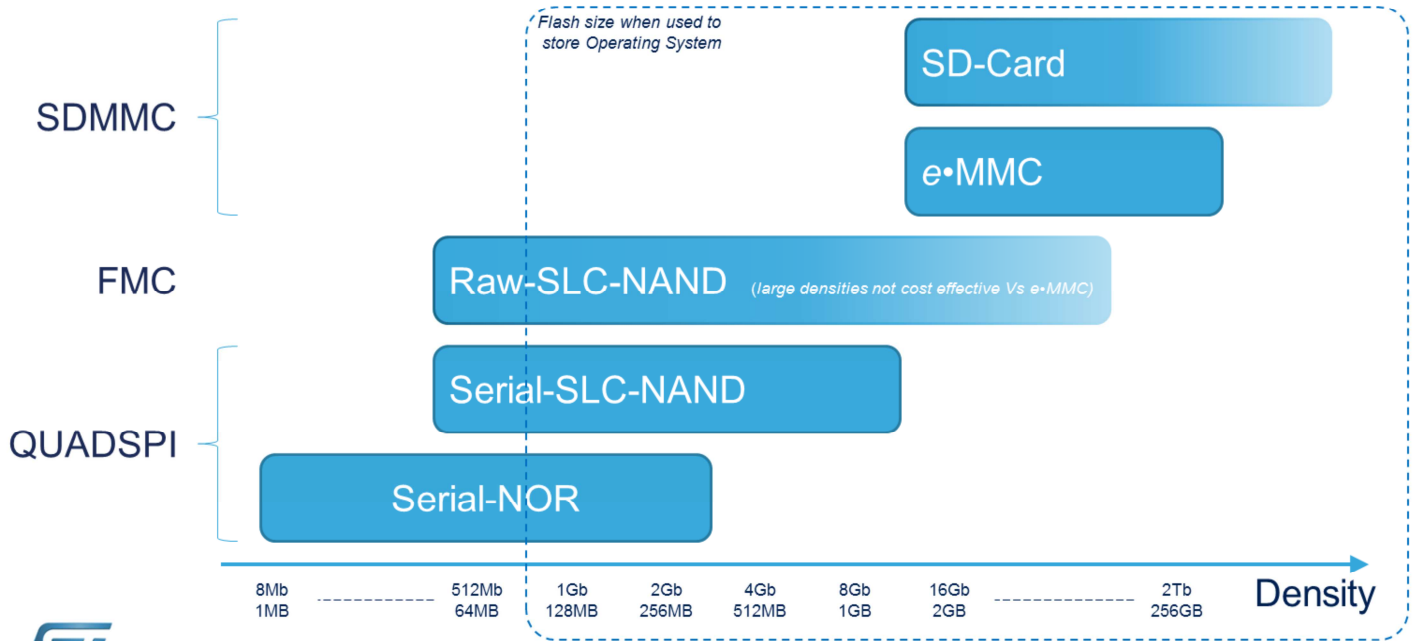 Flash size when used to
store Operating System
SDMMC
SD-Card
e•MMC
FMC
Raw-SLC-NAND (large densities not cost effective Vs e•MMC)
QUADSPI
Serial-SLC-NAND
Serial-NOR
8Mb 512Mb 1Gb 2Gb 4Gb 8Gb 16Gb 2Tb
1MB 64MB 128MB 256MB 512MB 1GB 2GB 256GB
Density